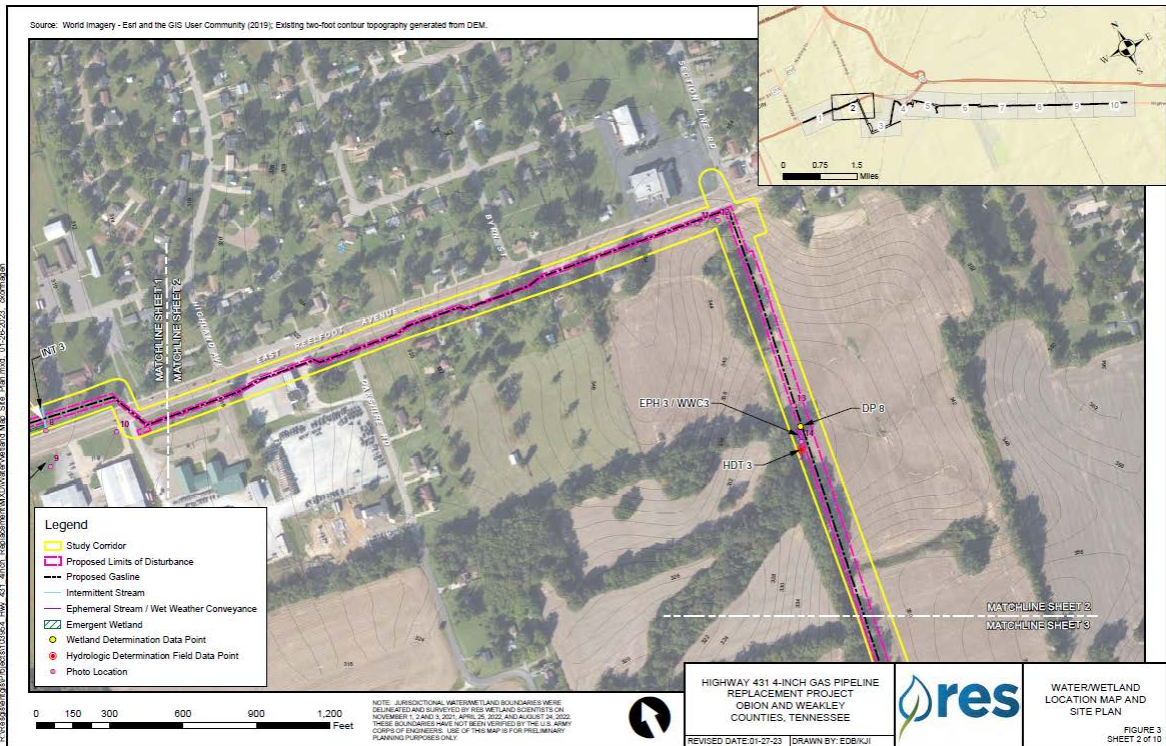 Source: World Imagery - Esri and the GIS User Community (2019); Existing two-foot contour topography generated from DEM.
N
E
S
W
1
2
3
4
5
6
7
8
9
10
0 0.75 1.5
Miles
SECTION LINE RD
BYRN ST
HIGHLAND AVE
EAST REELFOOT AVENUE
MATCHLINE SHEET 1
MATCHLINE SHEET 2
INT 3
8
10
9
13
14
EPH 3 / WWC3
DP 8
HDT 3
MATCHLINE SHEET 2
MATCHLINE SHEET 3
Legend
Study Corridor
Proposed Limits of Disturbance
Proposed Gasline
Intermittent Stream
Ephemeral Stream / Wet Weather Conveyance
Emergent Wetland
Wetland Determination Data Point
Hydrologic Determination Field Data Point
Photo Location
0 150 300 600 900 1,200
Feet
NOTE: JURISDICTIONAL WATER/WETLAND BOUNDARIES WERE
DELINEATED AND SURVEYED BY RES WETLAND SCIENTISTS ON
NOVEMBER 1, 2 AND 3, 2021, APRIL 25, 2022, AND AUGUST 24, 2022.
THESE BOUNDARIES HAVE NOT BEEN VERIFIED BY THE U.S. ARMY
CORPS OF ENGINEERS. USE OF THIS MAP IS FOR PRELIMINARY
PLANNING PURPOSES ONLY.
HIGHWAY 431 4-INCH GAS PIPELINE
REPLACEMENT PROJECT
OBION AND WEAKLEY
COUNTIES, TENNESSEE
REVISED DATE:01-27-23
DRAWN BY: EDB/KJI
res
WATER/WETLAND
LOCATION MAP AND
SITE PLAN
FIGURE 3
SHEET 2 of 10